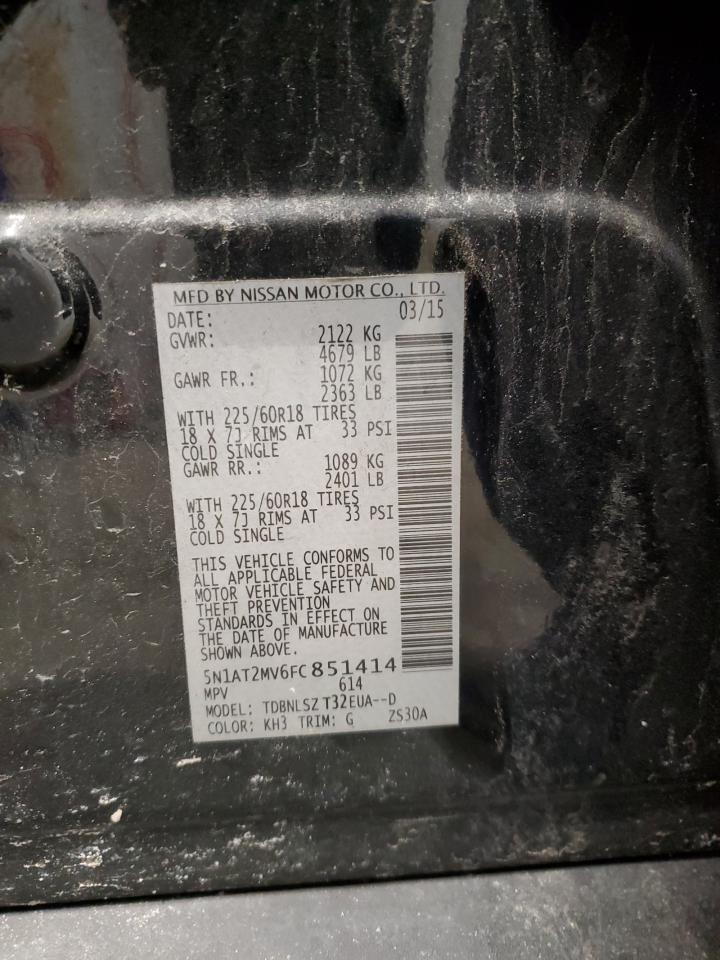 MFD BY NISSAN MOTOR CO., LTD.
DATE: 03/15
GVWR: 2122 KG
4679 LB
GAWR FR.: 1072 KG
2363 LB
WITH 225/60R18 TIRES
18 X 7J RIMS AT 33 PSI
COLD SINGLE
GAWR RR.: 1089 KG
2401 LB
WITH 225/60R18 TIRES
18 X 7J RIMS AT 33 PSI
COLD SINGLE
THIS VEHICLE CONFORMS TO
ALL APPLICABLE FEDERAL
MOTOR VEHICLE SAFETY AND
THEFT PREVENTION
STANDARDS IN EFFECT ON
THE DATE OF MANUFACTURE
SHOWN ABOVE.
5N1AT2MV6FC851414
MPV 614
MODEL: TDBNLSZ T32EUA--D
COLOR: KH3 TRIM: G ZS30A